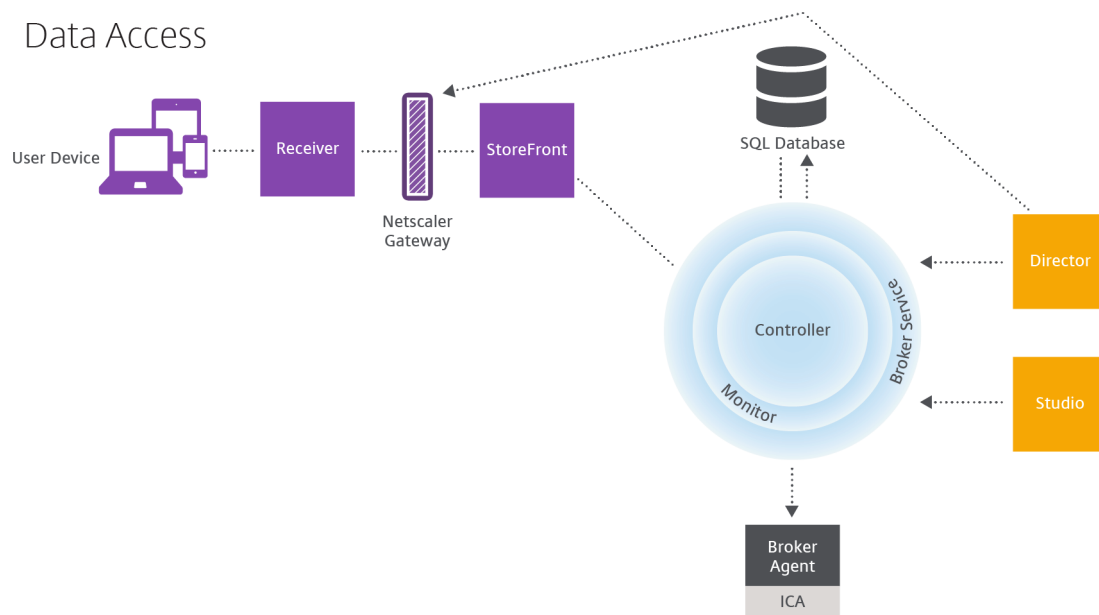 Data Access
User Device
Receiver
Netscaler
Gateway
StoreFront
SQL Database
Director
Controller
Monitor
Broker Service
Studio
Broker
Agent
ICA